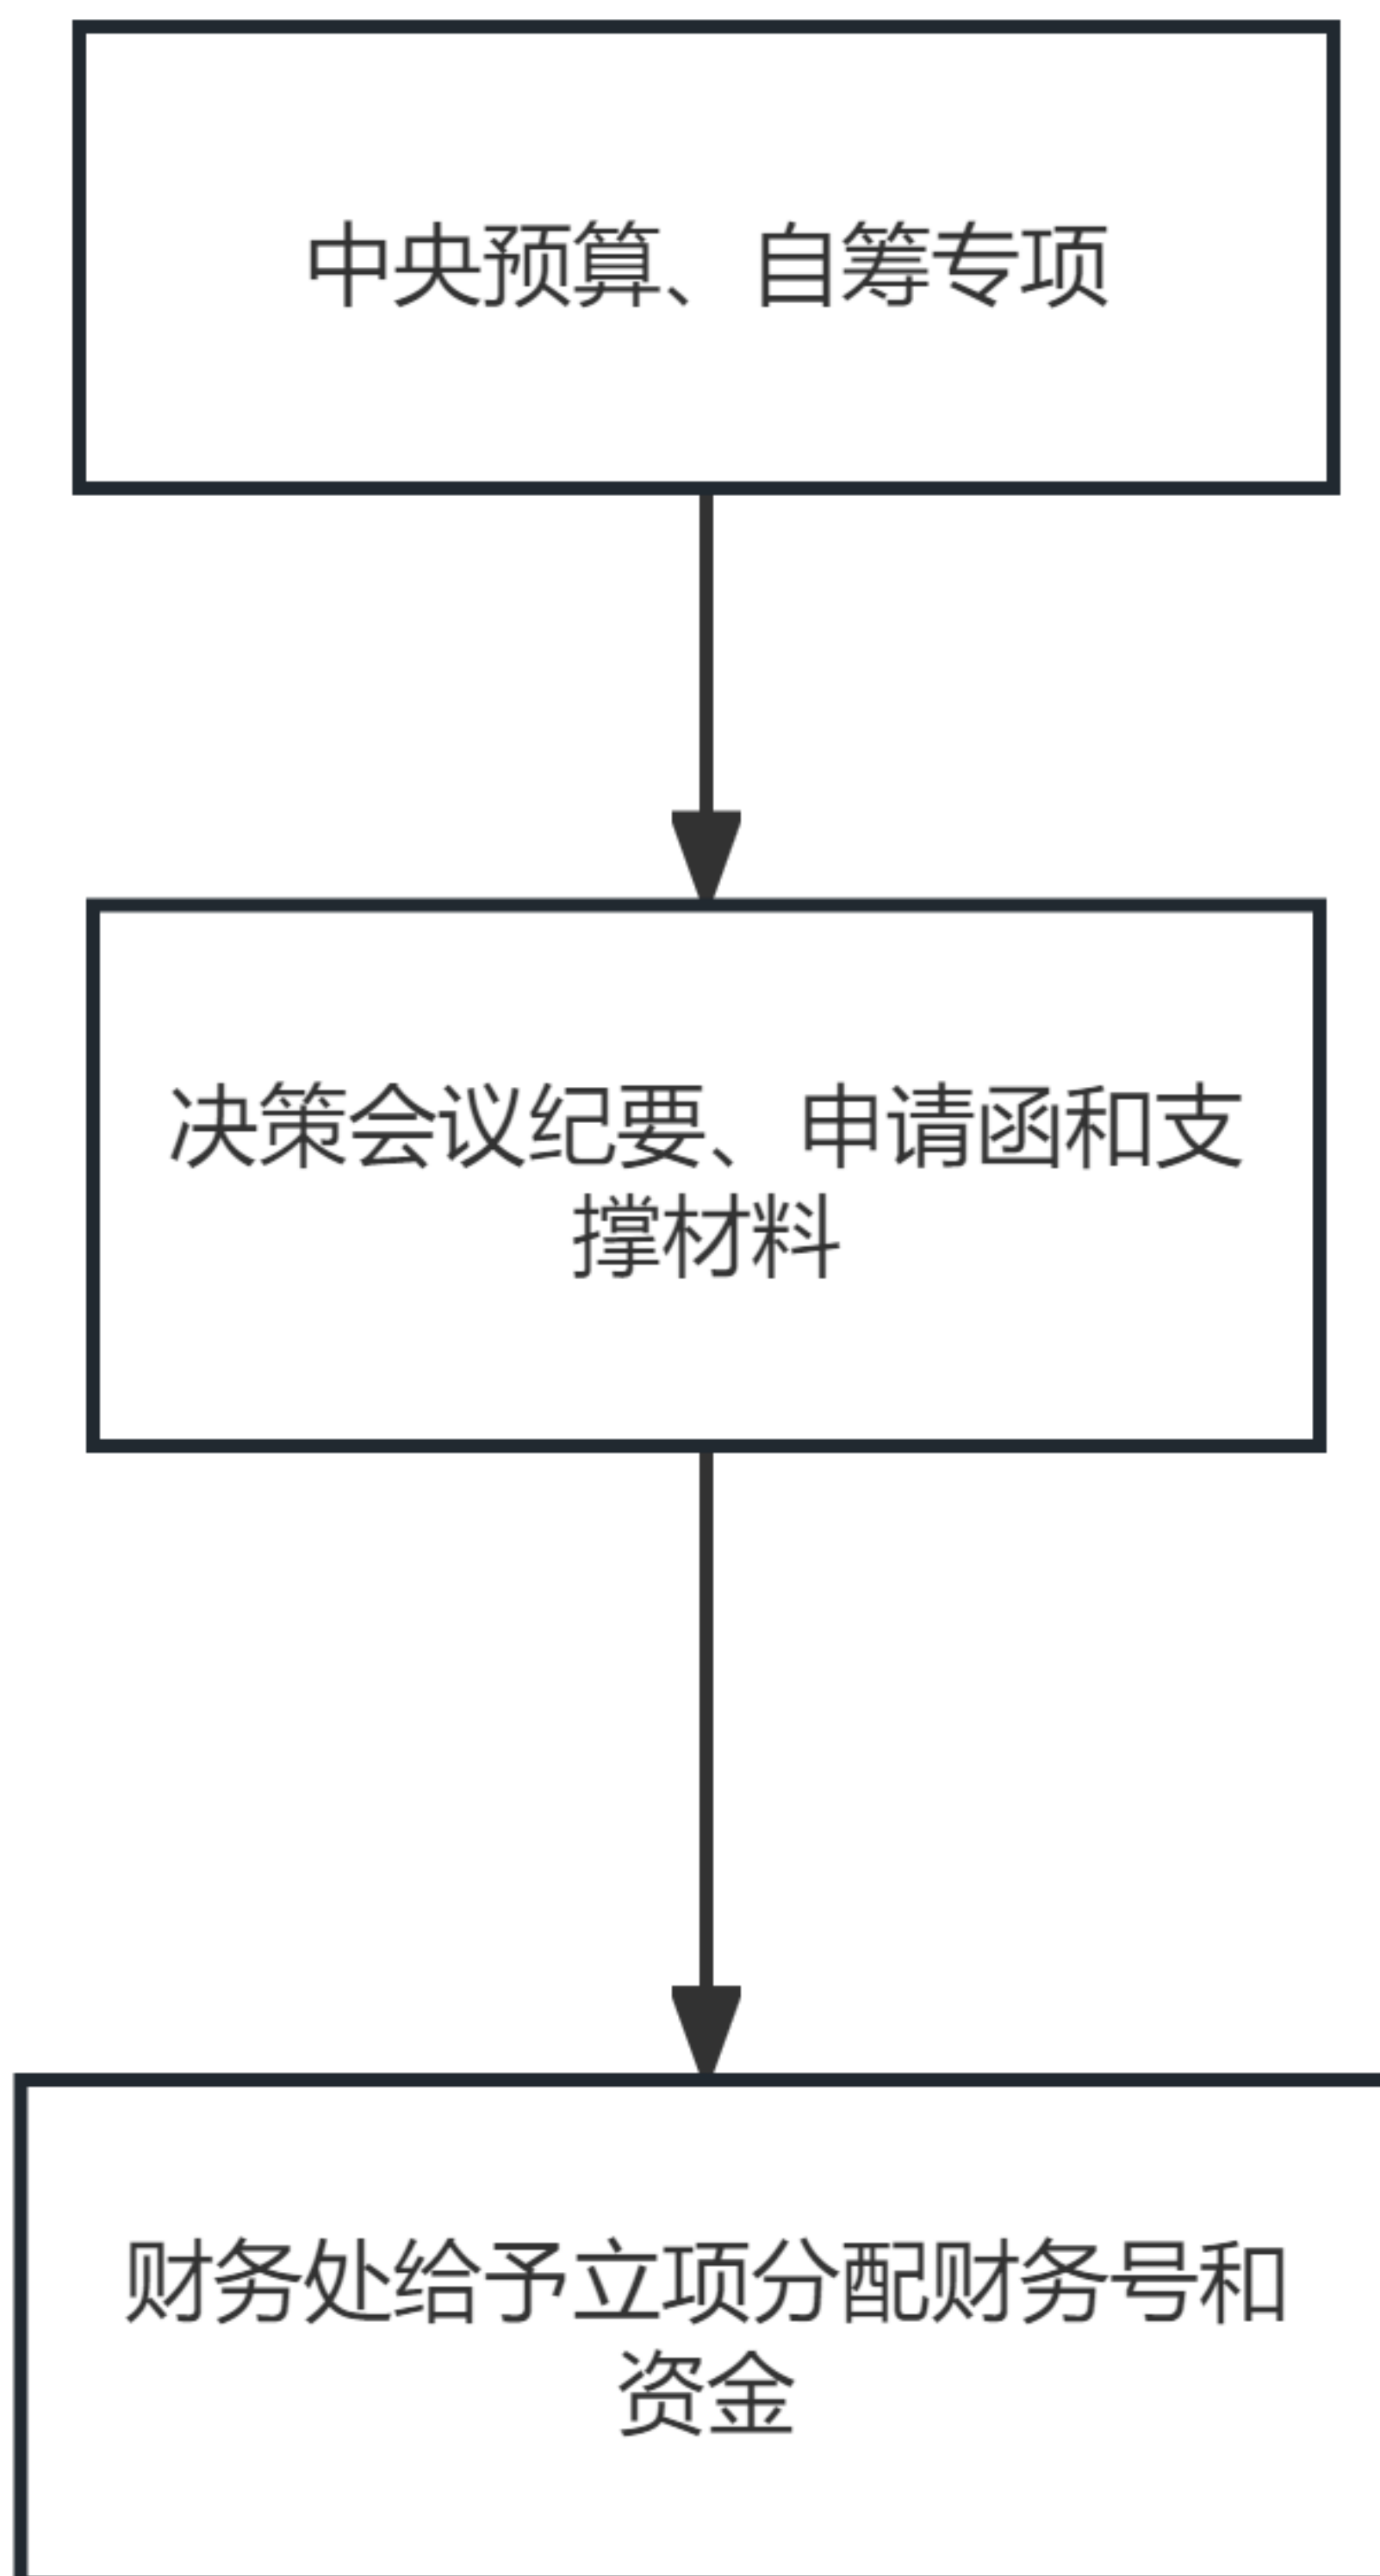 中央预算、自筹专项
决策会议纪要、申请函和支
撑材料
财务处给予立项分配财务号和
资金